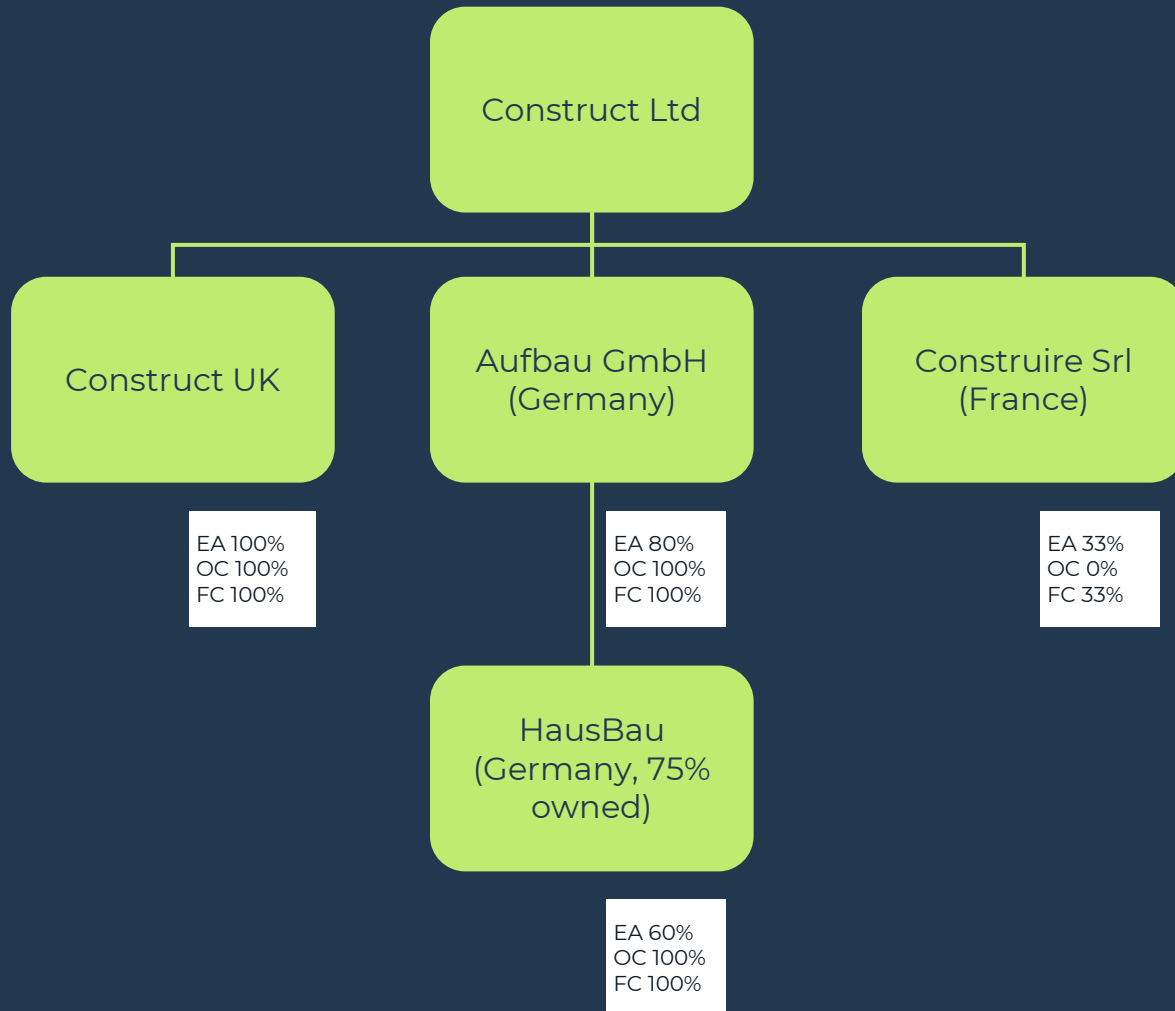 Construct Ltd
Construct UK
Aufbau GmbH
(Germany)
Construire Srl
(France)
EA 100%
OC 100%
FC 100%
EA 80%
OC 100%
FC 100%
EA 33%
OC 0%
FC 33%
HausBau
(Germany, 75%
owned)
EA 60%
OC 100%
FC 100%